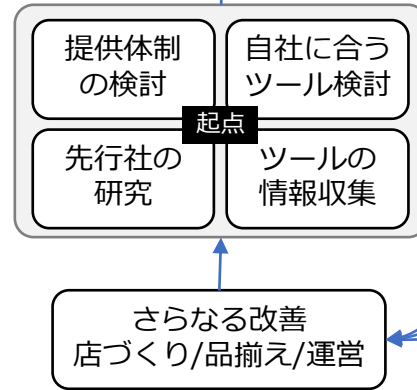 提供体制
の検討
自社に合う
ツール検討
起点
先行社の
研究
ツールの
情報収集
さらなる改善
店づくり/品揃え/運営